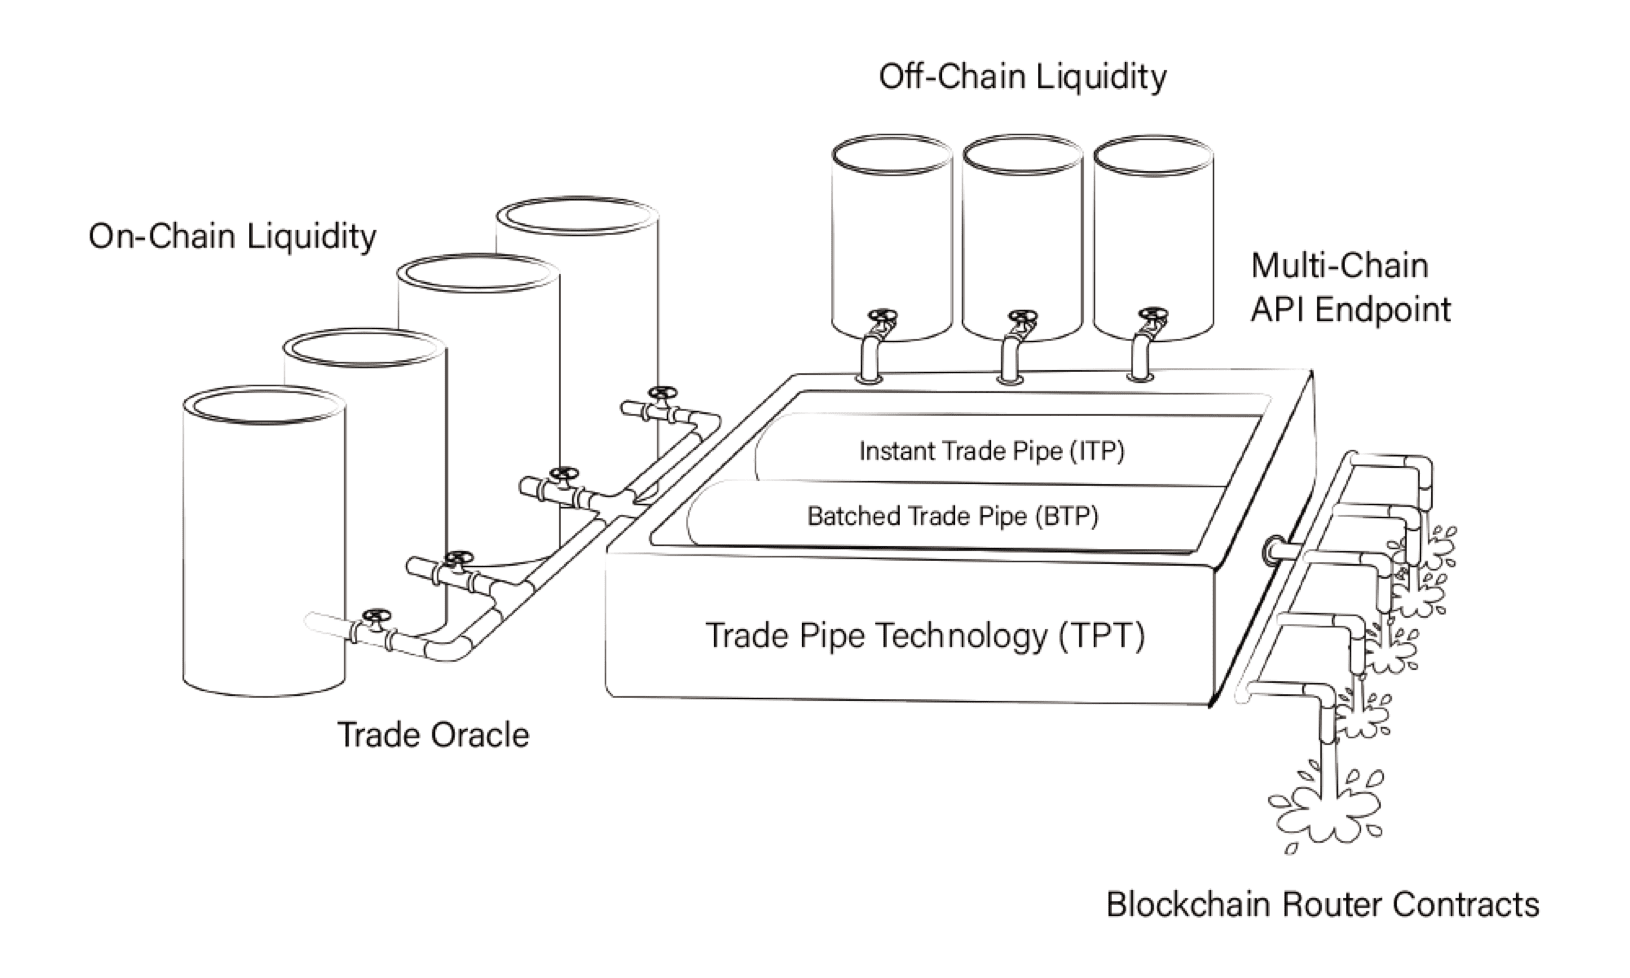 Off-Chain Liquidity
On-Chain Liquidity
Multi-Chain
API Endpoint
Instant Trade Pipe (ITP)
Batched Trade Pipe (BTP)
Trade Pipe Technology (TPT)
Trade Oracle
Blockchain Router Contracts